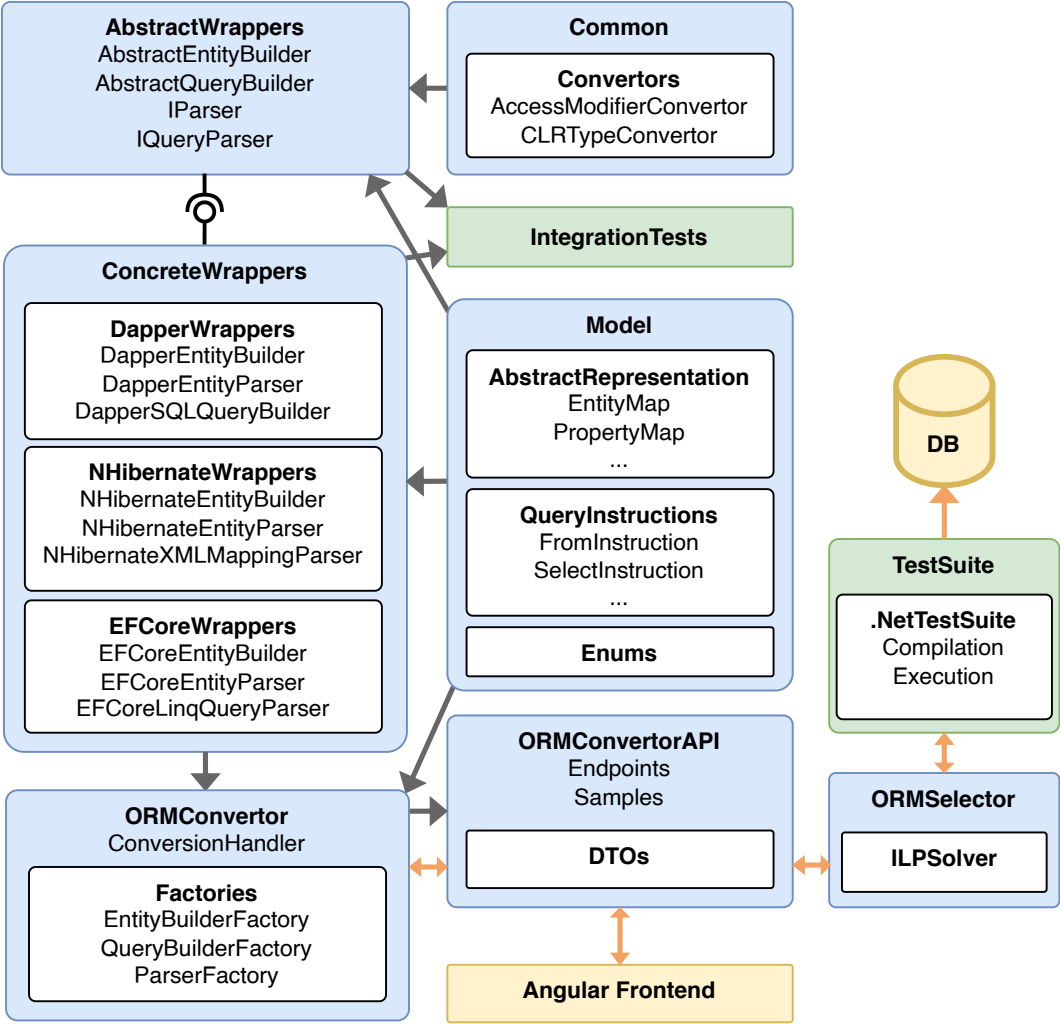 AbstractWrappers
AbstractEntityBuilder
AbstractQueryBuilder
IParser
IQueryParser
Common
Convertors
AccessModifierConvertor
CLRTypeConvertor
IntegrationTests
ConcreteWrappers
DapperWrappers
DapperEntityBuilder
DapperEntityParser
DapperSQLQueryBuilder
NHibernateWrappers
NHibernateEntityBuilder
NHibernateEntityParser
NHibernateXMLMappingParser
EFCoreWrappers
EFCoreEntityBuilder
EFCoreEntityParser
EFCoreLinqQueryParser
Model
AbstractRepresentation
EntityMap
PropertyMap
...
QueryInstructions
FromInstruction
SelectInstruction
...
Enums
DB
TestSuite
.NetTestSuite
Compilation
Execution
ORMConvertor
ConversionHandler
Factories
EntityBuilderFactory
QueryBuilderFactory
ParserFactory
ORMConvertorAPI
Endpoints
Samples
DTOs
ORMSelector
ILPSolver
Angular Frontend